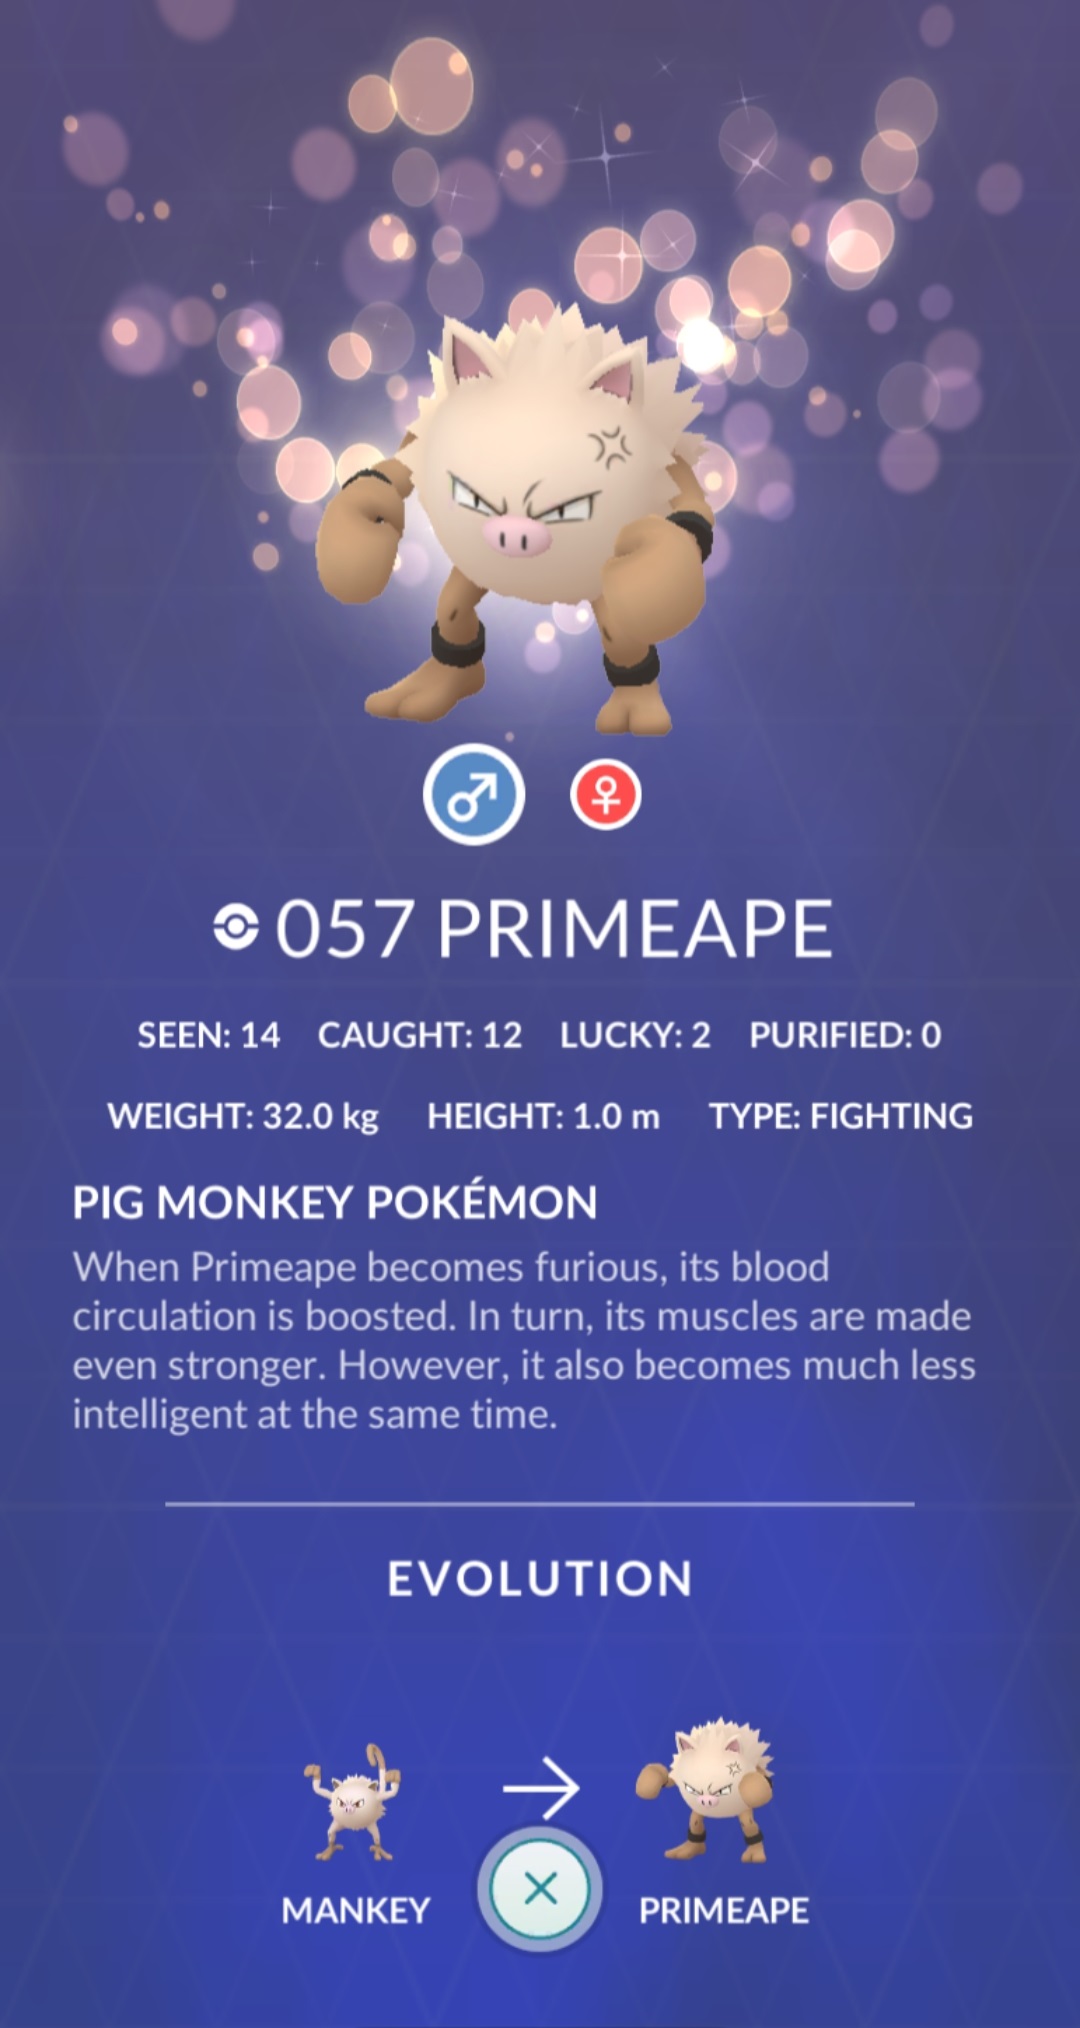 057 PRIMEAPE
SEEN: 14 CAUGHT: 12 LUCKY: 2 PURIFIED: 0
WEIGHT: 32.0 kg HEIGHT: 1.0 m TYPE: FIGHTING
PIG MONKEY POKÉMON
When Primeape becomes furious, its blood
circulation is boosted. In turn, its muscles are made
even stronger. However, it also becomes much less
intelligent at the same time.
EVOLUTION
MANKEY PRIMEAPE